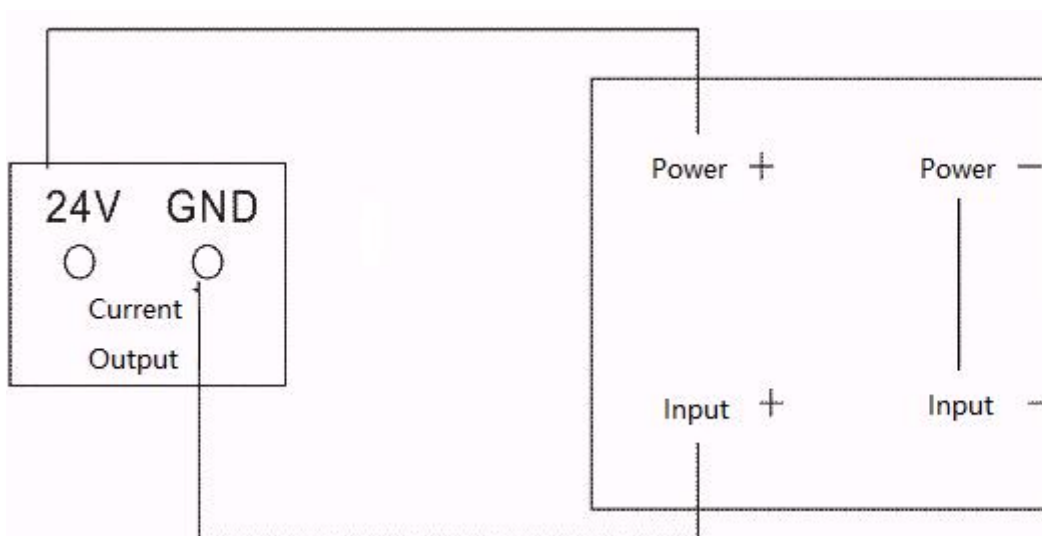 24V GND
Current
Output
Power + Power -
Input + Input -